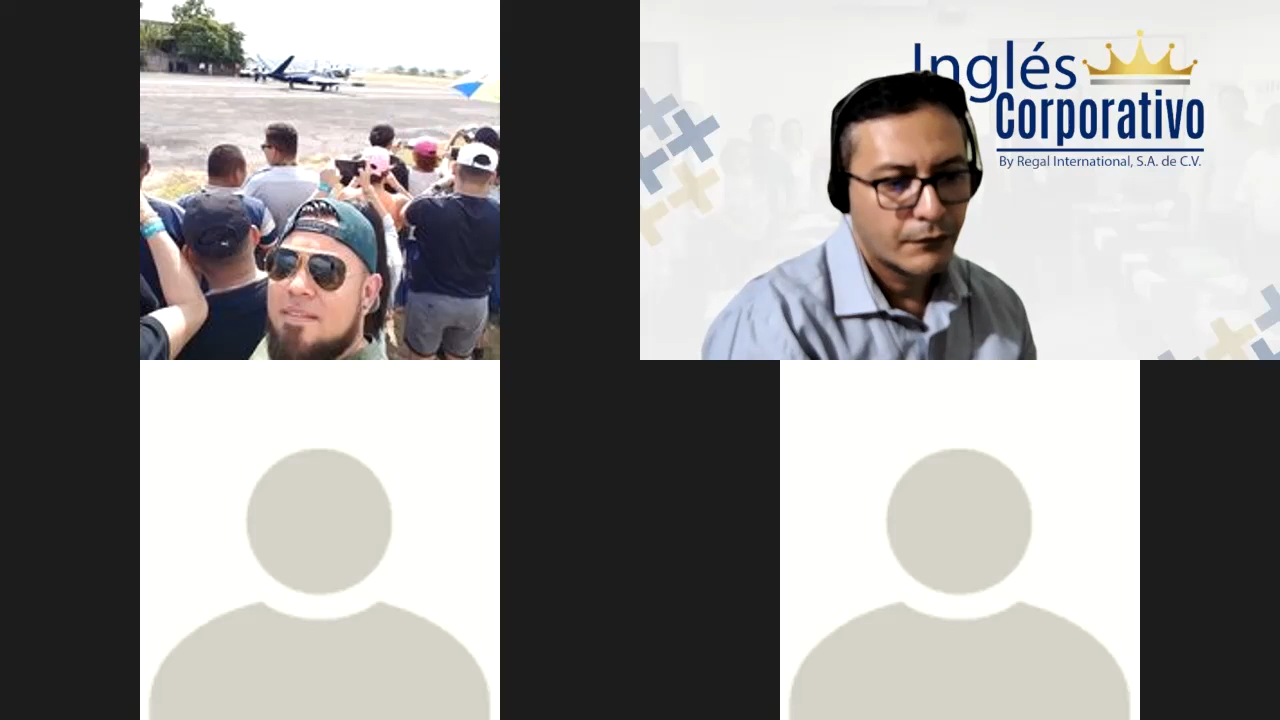 Inglés
Corporativo
By Regal International, S.A. de C.V.